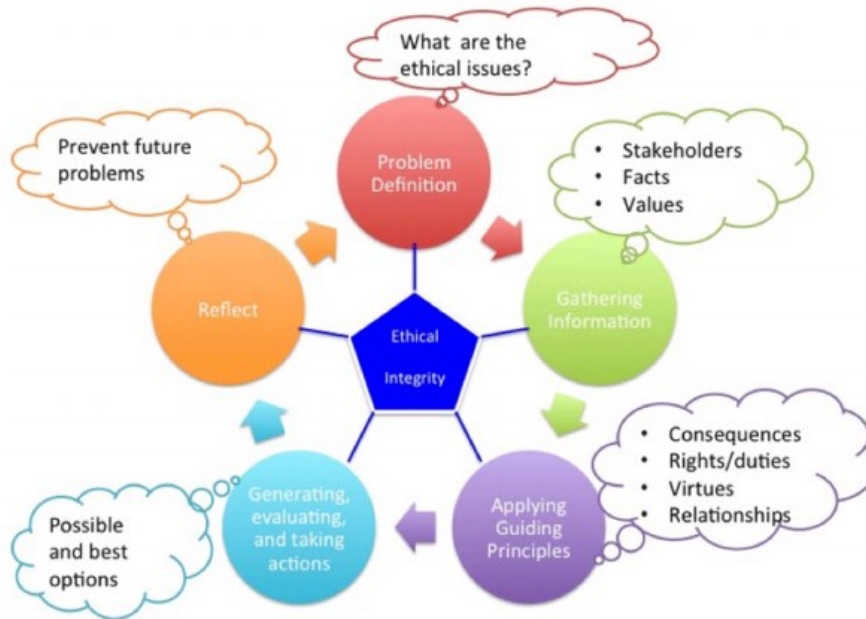 What are the
ethical issues?
Problem
Definition
• Stakeholders
• Facts
• Values
Gathering
Information
• Consequences
• Rights/duties
• Virtues
• Relationships
Applying
Guiding
Principles
Generating,
evaluating,
and taking
actions
Possible
and best
options
Reflect
Prevent future
problems
Ethical
Integrity